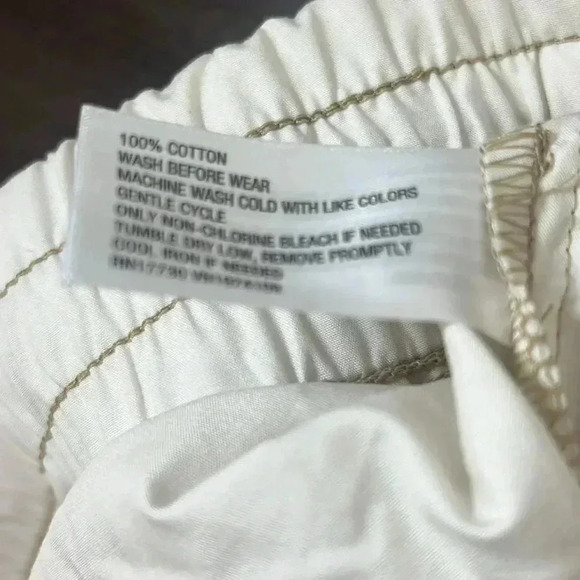 100% COTTON
WASH BEFORE WEAR
MACHINE WASH COLD WITH LIKE COLORS
GENTLE CYCLE
ONLY NON-CHLORINE BLEACH IF NEEDED
TUMBLE DRY LOW, REMOVE PROMPTLY
COOL IRON IF NEEDED